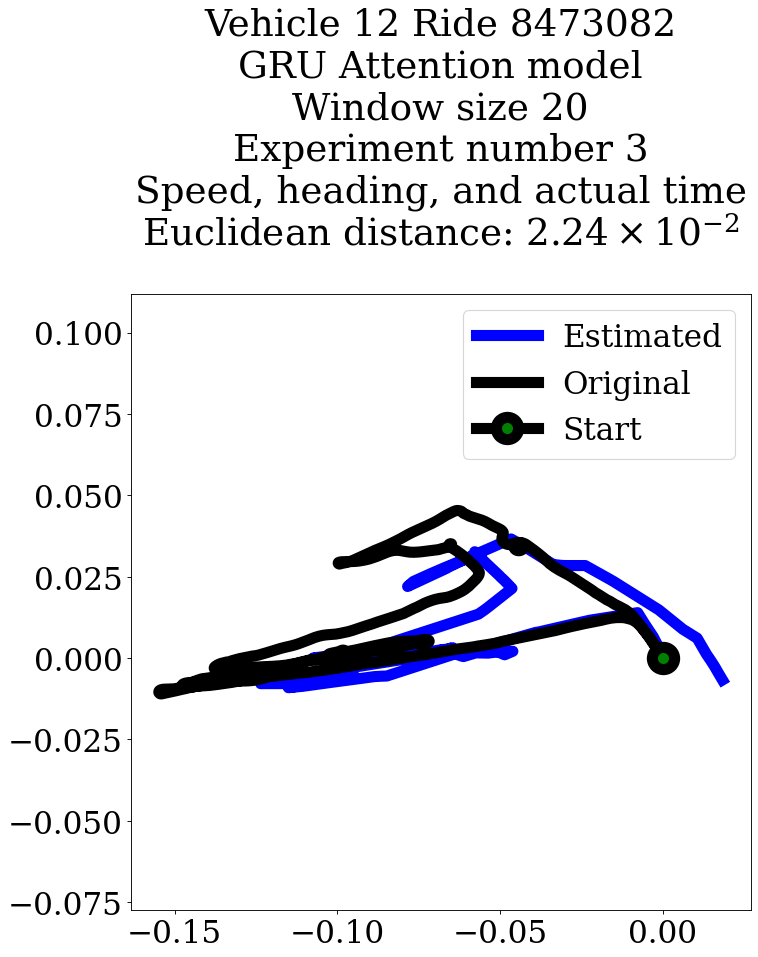 Vehicle 12 Ride 8473082
GRU Attention model
Window size 20
Experiment number 3
Speed, heading, and actual time
Euclidean distance: 2.24 × 10⁻²
Estimated
Original
Start
0.100
0.075
0.050
0.025
0.000
−0.025
−0.050
−0.075
−0.15 −0.10 −0.05 0.00